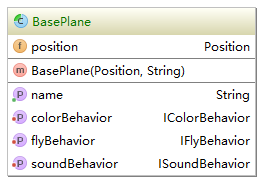 C BasePlane
f position Position
m BasePlane(Position, String)
p name String
p colorBehavior IColorBehavior
p flyBehavior IFlyBehavior
p soundBehavior ISoundBehavior